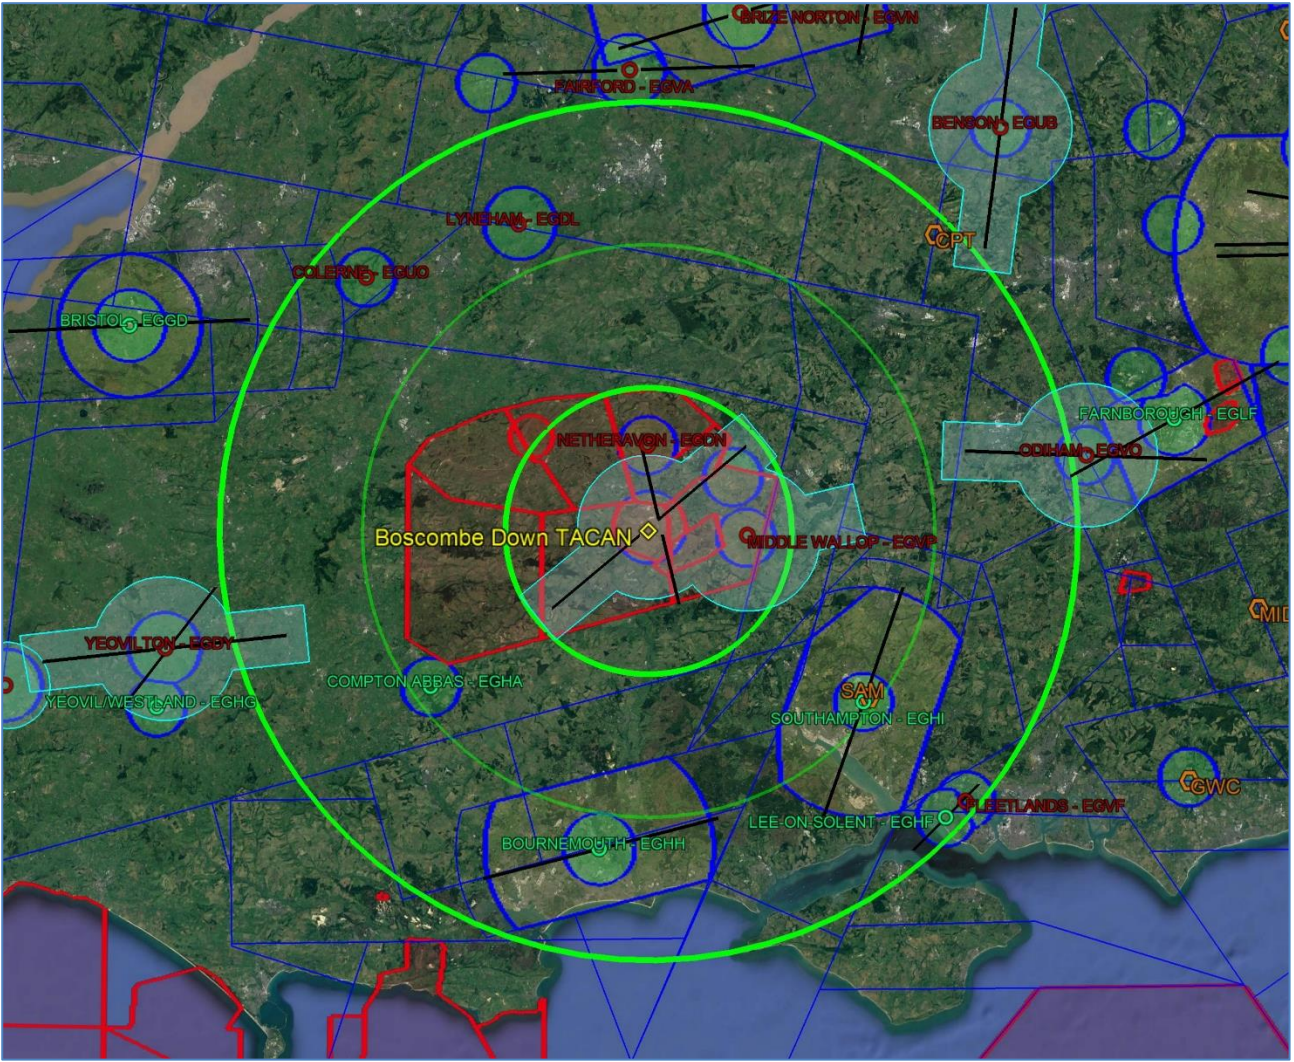 BRIZE NORTON - EGVN
FAIRFORD - EGVA
BENSON - EGUB
LYNEHAM - EGDL
CPT
COLERNE - EGUO
BRISTOL - EGGD
FARNBOROUGH - EGLF
NETHERAVON - EGDN
ODIHAM - EGVO
Boscombe Down TACAN
MIDDLE WALLOP - EGVP
MID
YEOVILTON - EGDY
COMPTON ABBAS - EGHA
SAM
YEOVIL/WESTLAND - EGHG
SOUTHAMPTON - EGHI
GWC
FLEETLANDS - EGVF
LEE-ON-SOLENT - EGHF
BOURNEMOUTH - EGHH